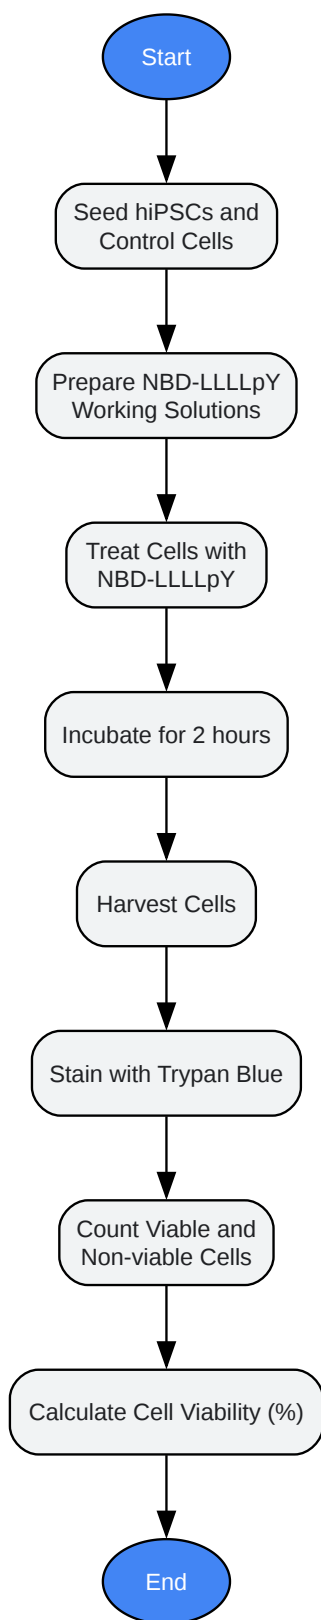 Start
Seed hiPSCs and
Control Cells
Prepare NBD-LLLLpY
Working Solutions
Treat Cells with
NBD-LLLLpY
Incubate for 2 hours
Harvest Cells
Stain with Trypan Blue
Count Viable and
Non-viable Cells
Calculate Cell Viability (%)
End